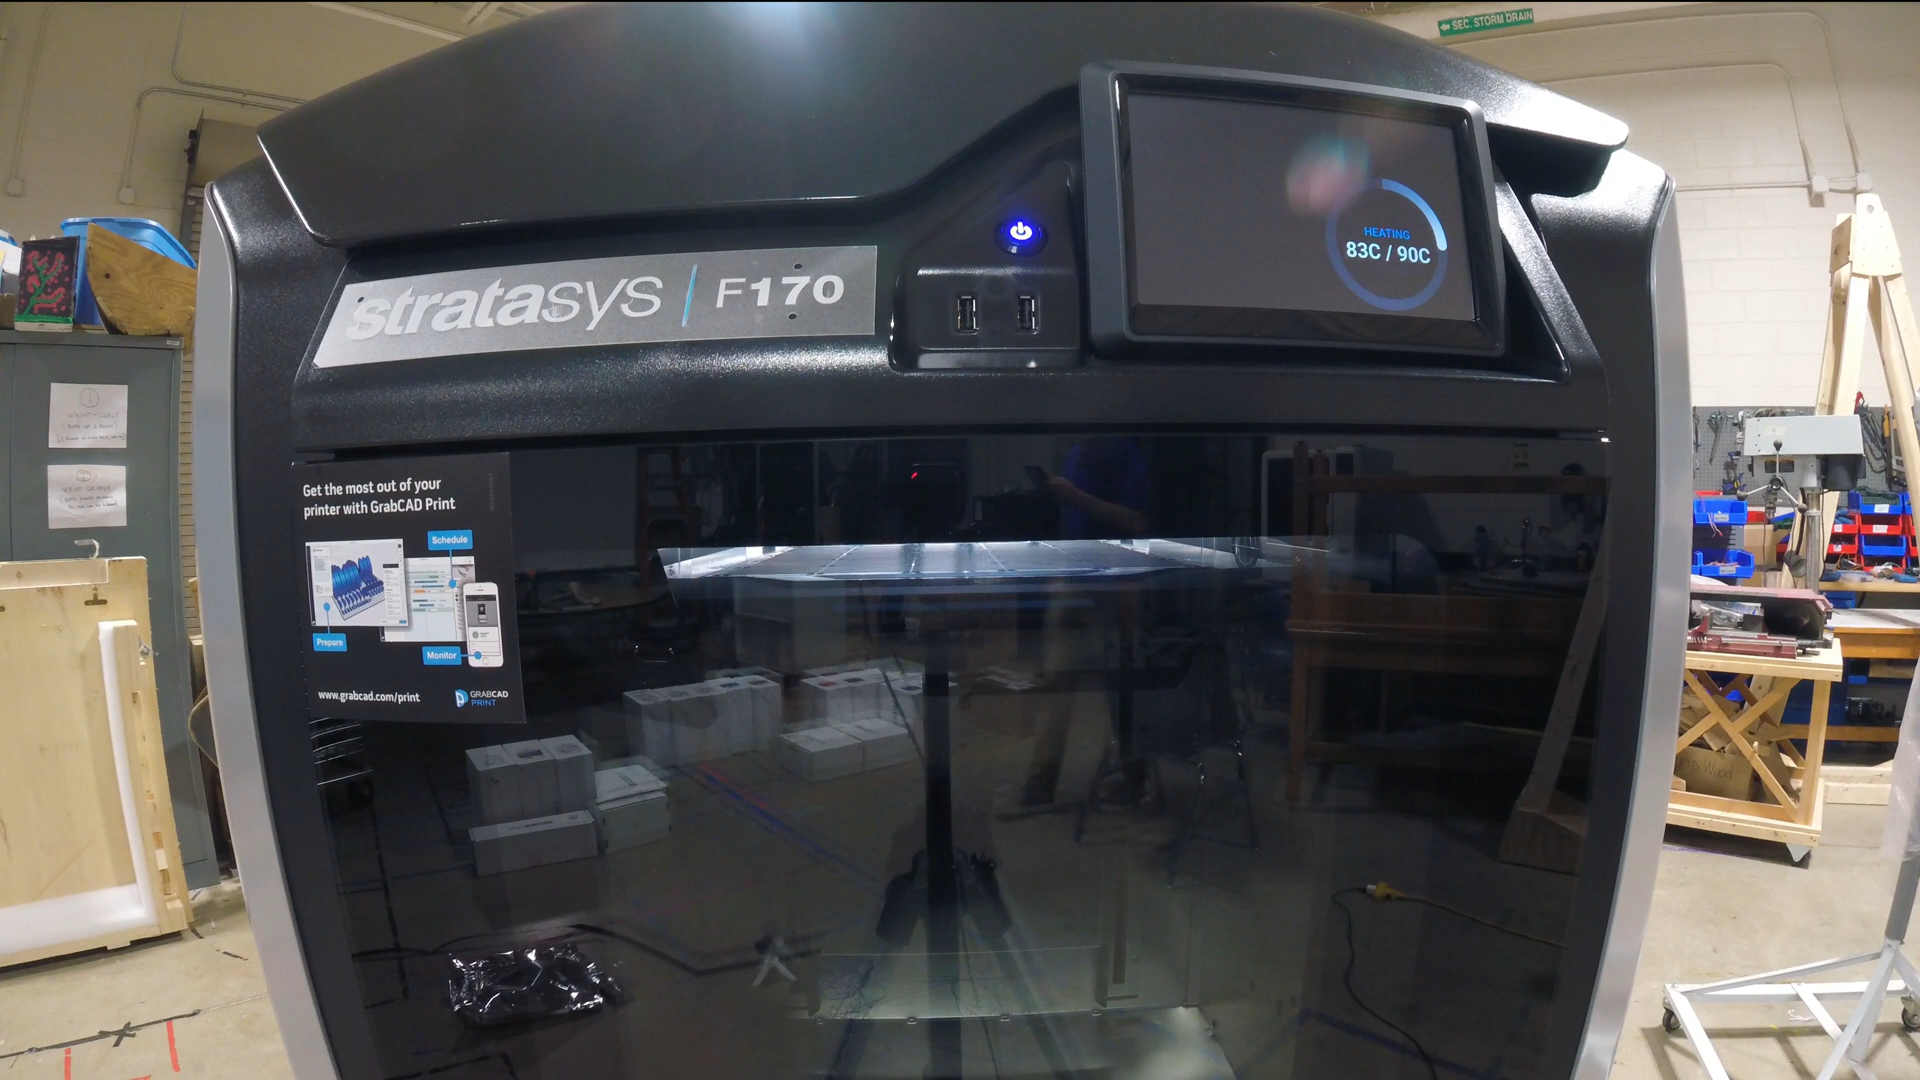 SEC. STORM DRAIN
stratasys | F170
HEATING
83C / 90C
Get the most out of your
printer with GrabCAD Print
Schedule
Prepare
Monitor
www.grabcad.com/print
GRABCAD
PRINT